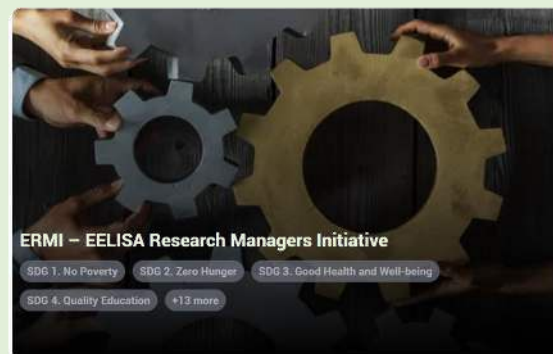 ERMI – EELISA Research Managers Initiative
SDG 1. No Poverty SDG 2. Zero Hunger SDG 3. Good Health and Well-being
SDG 4. Quality Education +13 more